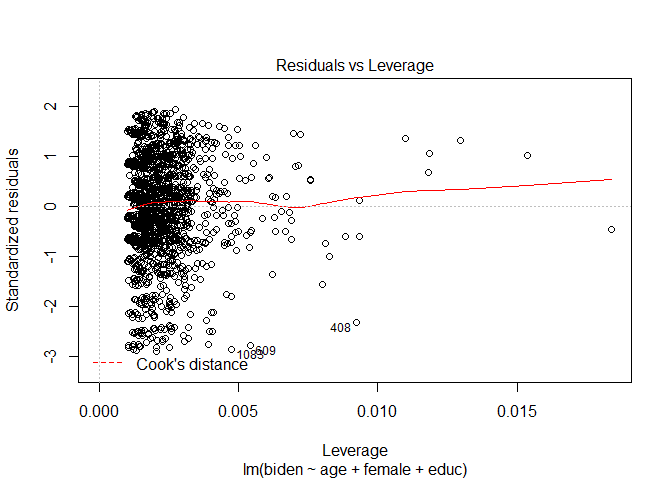 Residuals vs Leverage
Standardized residuals
2
1
0
-1
-2
-3
408
609
1083
Cook's distance
0.000
0.005
0.010
0.015
Leverage
lm(biden ~ age + female + educ)